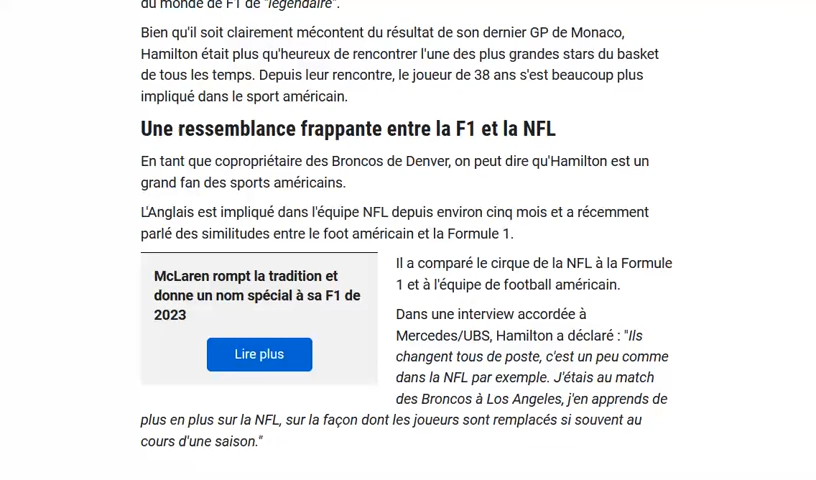 du monde de F1 de "légendaire".
Bien qu'il soit clairement mécontent du résultat de son dernier GP de Monaco,
Hamilton était plus qu'heureux de rencontrer l'une des plus grandes stars du basket
de tous les temps. Depuis leur rencontre, le joueur de 38 ans s'est beaucoup plus
impliqué dans le sport américain.
Une ressemblance frappante entre la F1 et la NFL
En tant que copropriétaire des Broncos de Denver, on peut dire qu'Hamilton est un
grand fan des sports américains.
L'Anglais est impliqué dans l'équipe NFL depuis environ cinq mois et a récemment
parlé des similitudes entre le foot américain et la Formule 1.
McLaren rompt la tradition et
donne un nom spécial à sa F1 de
2023
Lire plus
Il a comparé le cirque de la NFL à la Formule
1 et à l'équipe de football américain.
Dans une interview accordée à
Mercedes/UBS, Hamilton a déclaré : "Ils
changent tous de poste, c'est un peu comme
dans la NFL par exemple. J'étais au match
des Broncos à Los Angeles, j'en apprends de
plus en plus sur la NFL, sur la façon dont les joueurs sont remplacés si souvent au
cours d'une saison."